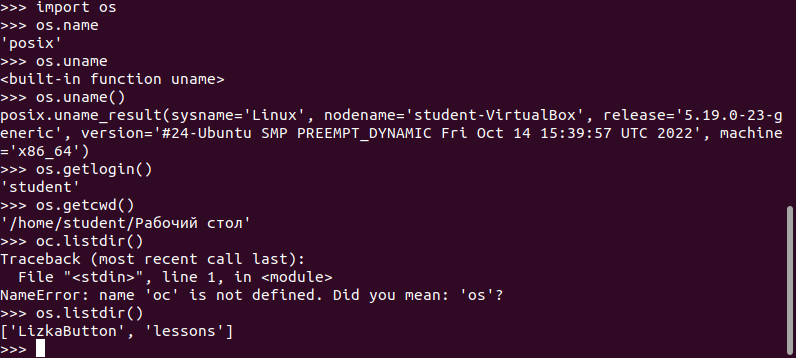 >>> import os
>>> os.name
'posix'
>>> os.uname
<built-in function uname>
>>> os.uname()
posix.uname_result(sysname='Linux', nodename='student-VirtualBox', release='5.19.0-23-g
eneric', version='#24-Ubuntu SMP PREEMPT_DYNAMIC Fri Oct 14 15:39:57 UTC 2022', machine
='x86_64')
>>> os.getlogin()
'student'
>>> os.getcwd()
'/home/student/Рабочий стол'
>>> oc.listdir()
Traceback (most recent call last):
  File "<stdin>", line 1, in <module>
NameError: name 'oc' is not defined. Did you mean: 'os'?
>>> os.listdir()
['LizkaButton', 'lessons']
>>>